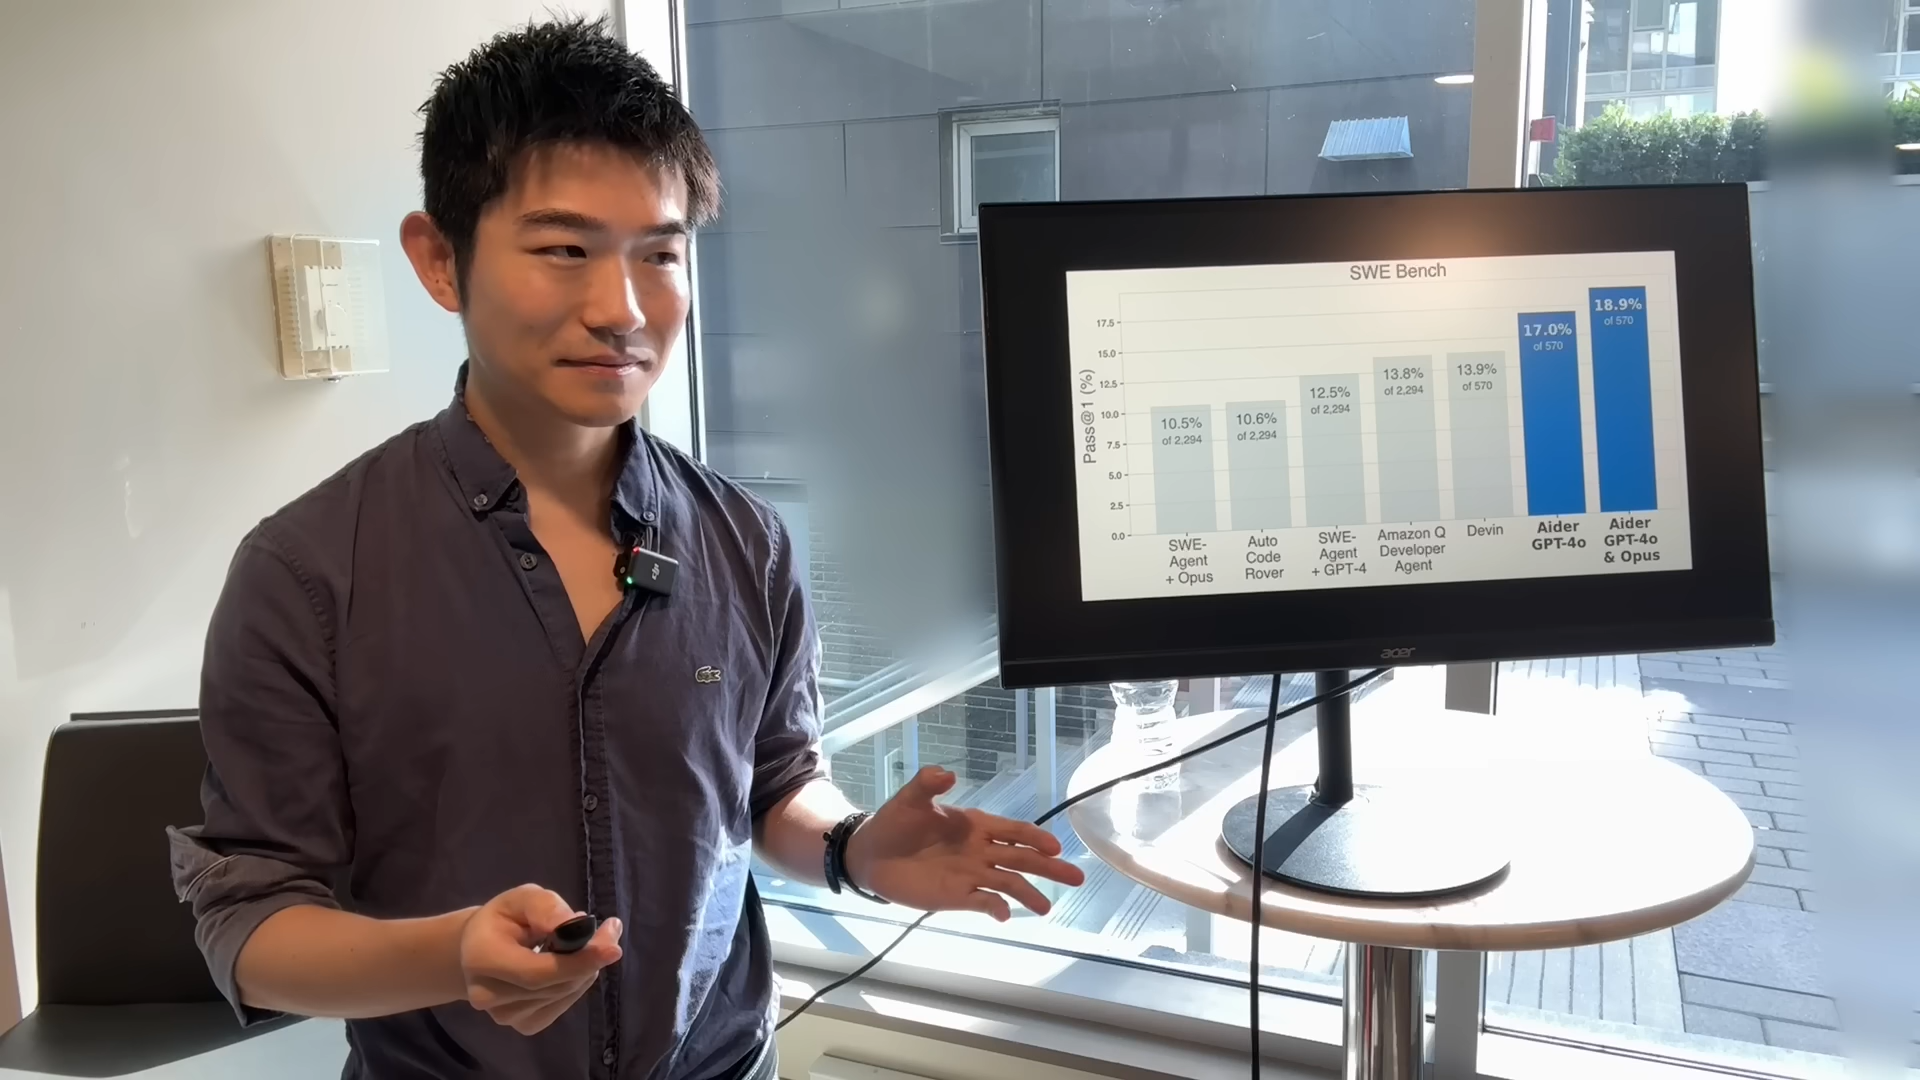 SWE Bench
Pass@1 (%)
17.5
15.0
12.5
10.0
7.5
5.0
2.5
0.0
10.5%
of 2,294
10.6%
of 2,294
12.5%
of 2,294
13.8%
of 2,294
13.9%
of 570
17.0%
of 570
18.9%
of 570
SWE-
Agent
+ Opus
Auto
Code
Rover
SWE-
Agent
+ GPT-4
Amazon Q
Developer
Agent
Devin
Aider
GPT-4o
Aider
GPT-4o
& Opus
acer
dji